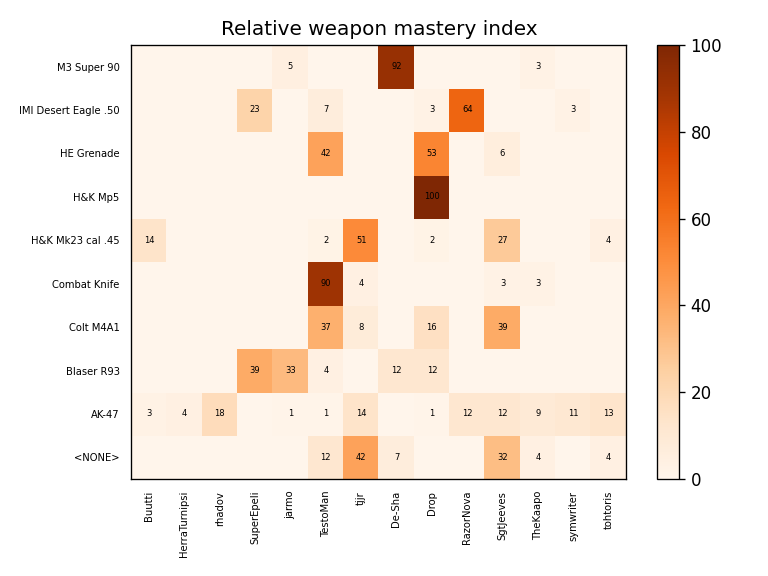 Relative weapon mastery index
M3 Super 90 5 92 3
IMI Desert Eagle .50 23 7 3 64 3
HE Grenade 42 53 6
H&K Mp5 100
H&K Mk23 cal .45 14 2 51 2 27 4
Combat Knife 90 4 3 3
Colt M4A1 37 8 16 39
Blaser R93 39 33 4 12 12
AK-47 3 4 18 1 1 14 1 12 12 9 11 13
<NONE> 12 42 7 32 4 4
Buutti HerraTurnipsi rhadov SuperEpeli jarmo TestoMan tjjr De-Sha Drop RazorNova SgtJeeves TheKaapo symwriter tohtoris
100
80
60
40
20
0